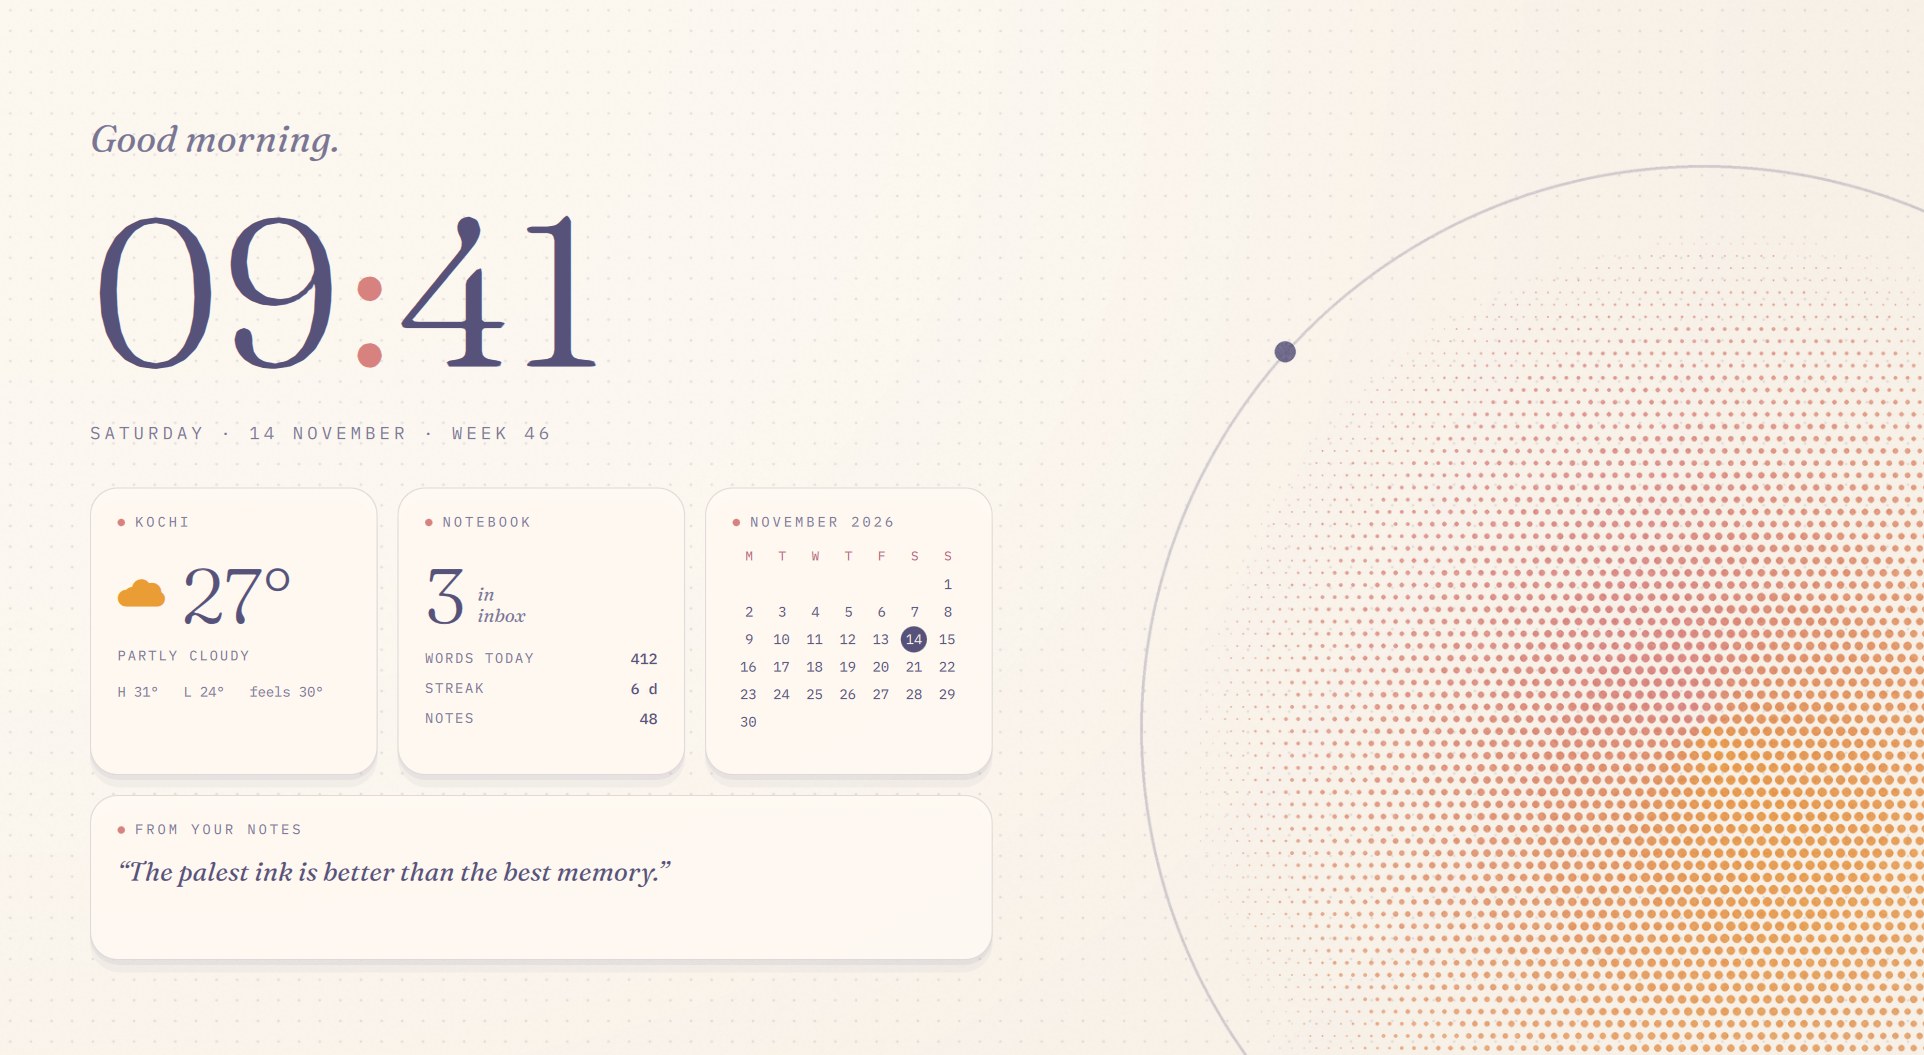 Good morning.
09:41
SATURDAY · 14 NOVEMBER · WEEK 46
KOCHI
27°
PARTLY CLOUDY
H 31° L 24° feels 30°
NOTEBOOK
3 in
inbox
WORDS TODAY 412
STREAK 6 d
NOTES 48
NOVEMBER 2026
M T W T F S S
1
2 3 4 5 6 7 8
9 10 11 12 13 14 15
16 17 18 19 20 21 22
23 24 25 26 27 28 29
30
FROM YOUR NOTES
“The palest ink is better than the best memory.”